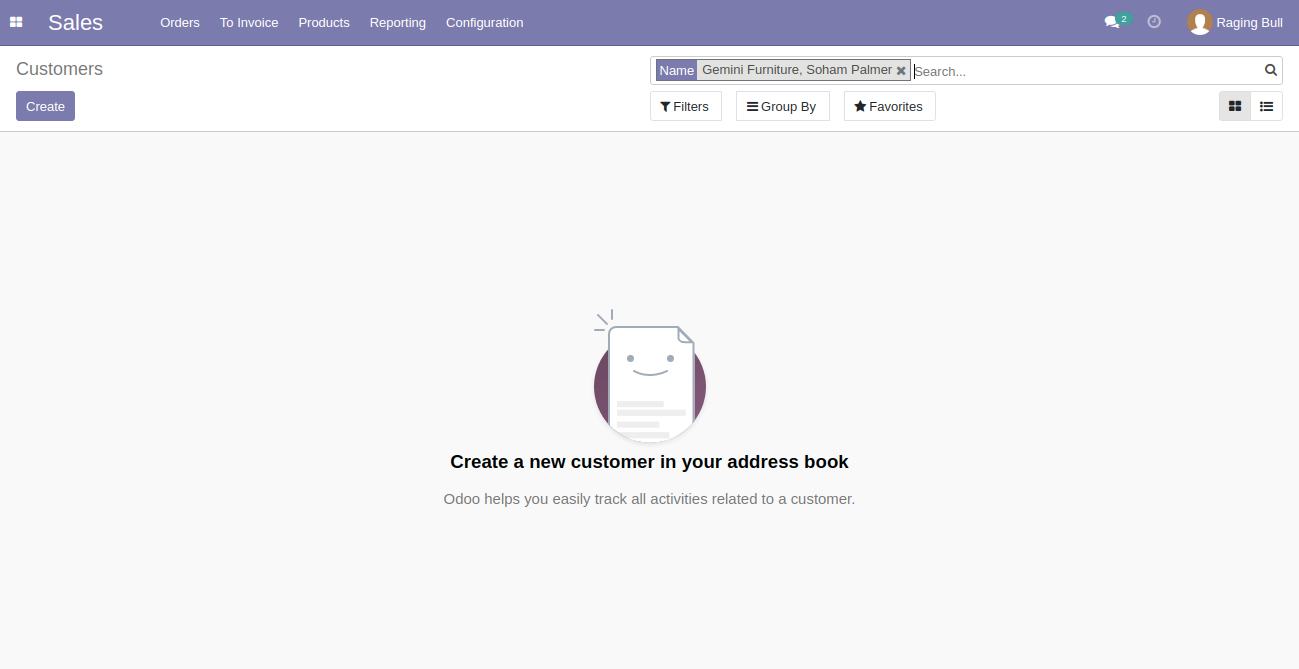 Sales Orders To Invoice Products Reporting Configuration 2 Raging Bull
Customers
Name Gemini Furniture, Soham Palmer Search...
Create Filters Group By Favorites
Create a new customer in your address book
Odoo helps you easily track all activities related to a customer.